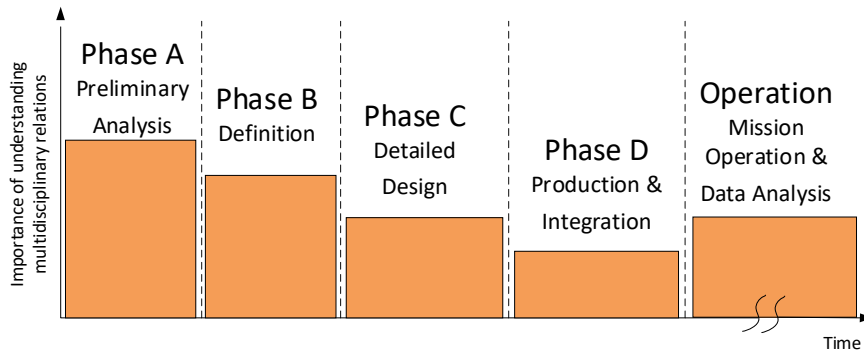 Importance of understanding
multidisciplinary relations
Phase A
Preliminary
Analysis
Phase B
Definition
Phase C
Detailed
Design
Phase D
Production &
Integration
Operation
Mission
Operation &
Data Analysis
Time